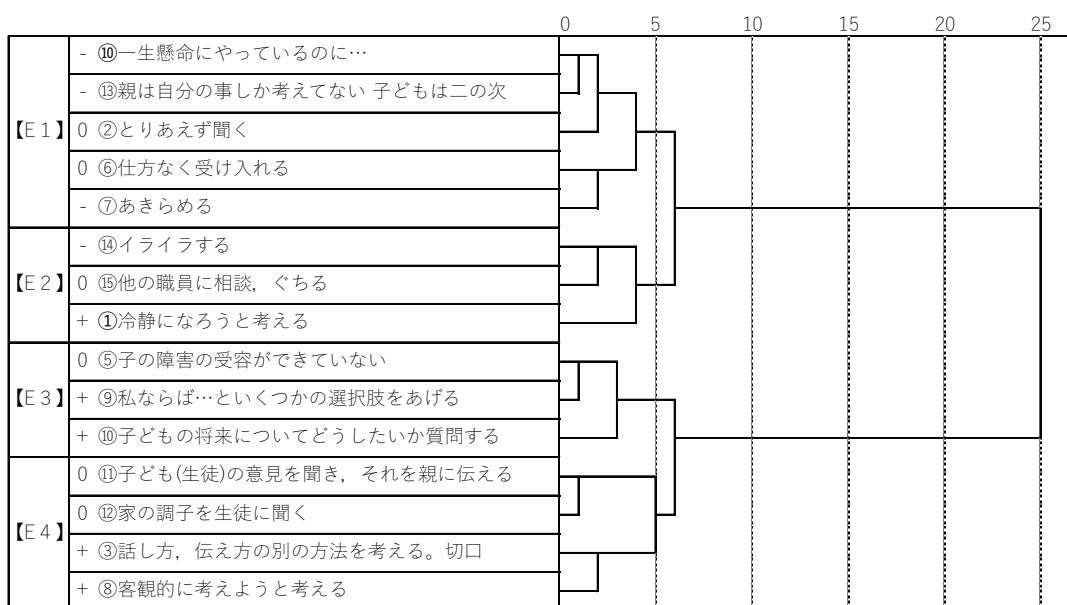 0 5 10 15 20 25
- ⑩一生懸命にやっているのに…
- ⑬親は自分の事しか考えてない 子どもは二の次
【E1】 0 ②とりあえず聞く
0 ⑥仕方なく受け入れる
- ⑦あきらめる
- ⑭イライラする
【E2】 0 ⑮他の職員に相談，ぐちる
+ ①冷静になろうと考える
0 ⑤子の障害の受容ができていない
【E3】 + ⑨私ならば…といくつかの選択肢をあげる
+ ⑩子どもの将来についてどうしたいか質問する
0 ⑪子ども(生徒)の意見を聞き，それを親に伝える
0 ⑫家の調子を生徒に聞く
【E4】
+ ③話し方，伝え方の別の方法を考える。切口
+ ⑧客観的に考えようと考える